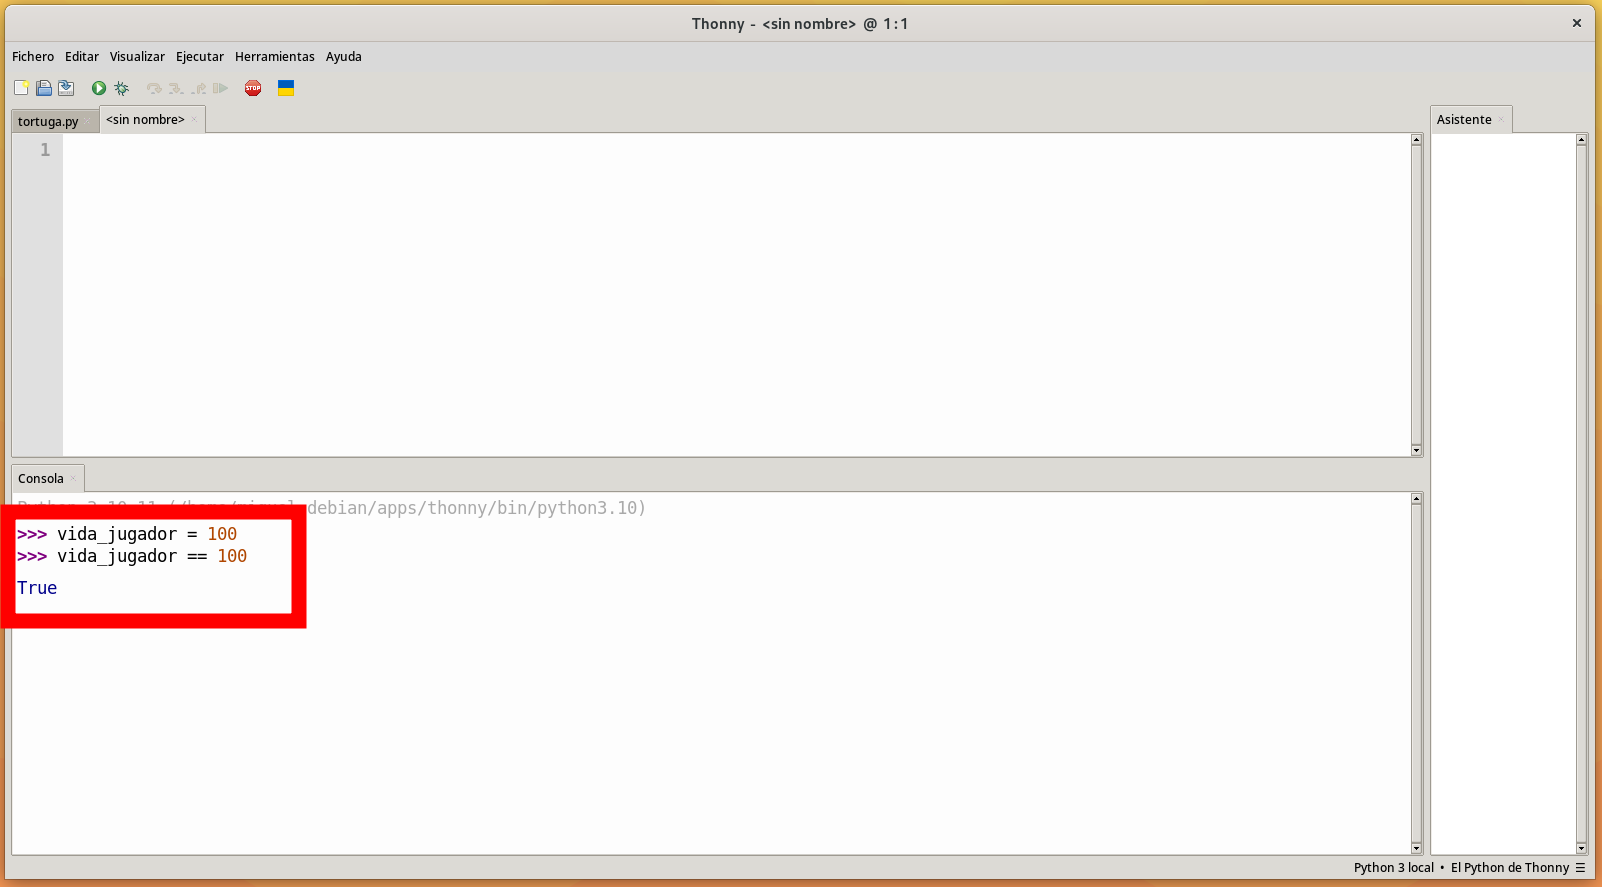 Thonny - <sin nombre> @ 1:1
Fichero Editar Visualizar Ejecutar Herramientas Ayuda
STOP
tortuga.py
<sin nombre>
Asistente
1
Consola
debian/apps/thonny/bin/python3.10)
>>> vida_jugador = 100
>>> vida_jugador == 100
True
Python 3 local • El Python de Thonny ☰